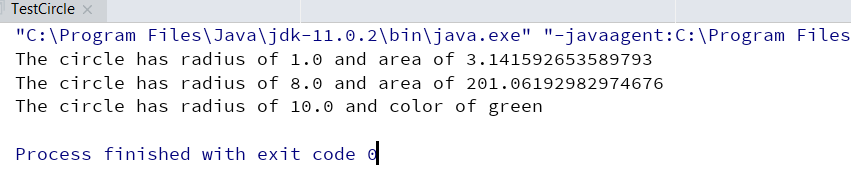 TestCircle ×
"C:\Program Files\Java\jdk-11.0.2\bin\java.exe" "-javaagent:C:\Program Files
The circle has radius of 1.0 and area of 3.141592653589793
The circle has radius of 8.0 and area of 201.06192982974676
The circle has radius of 10.0 and color of green
Process finished with exit code 0